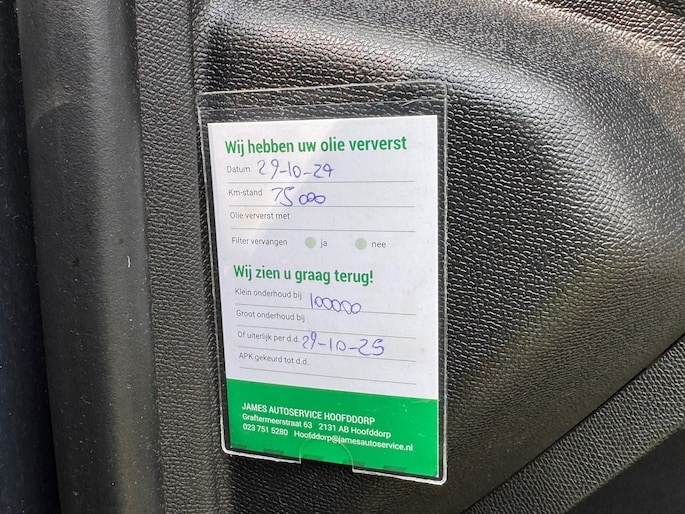 Wij hebben uw olie ververst
Datum 29-10-24
Km-stand 75000
Olie ververst met
Filter vervangen ja nee
Wij zien u graag terug!
Klein onderhoud bij 100000
Groot onderhoud bij
Of uiterlijk per d.d. 29-10-25
APK gekeurd tot d.d.
JAMES AUTOSERVICE HOOFDDORP
Graftermeerstraat 63 2131 AB Hoofddorp
023 751 5280 Hoofddorp@jamesautoservice.nl